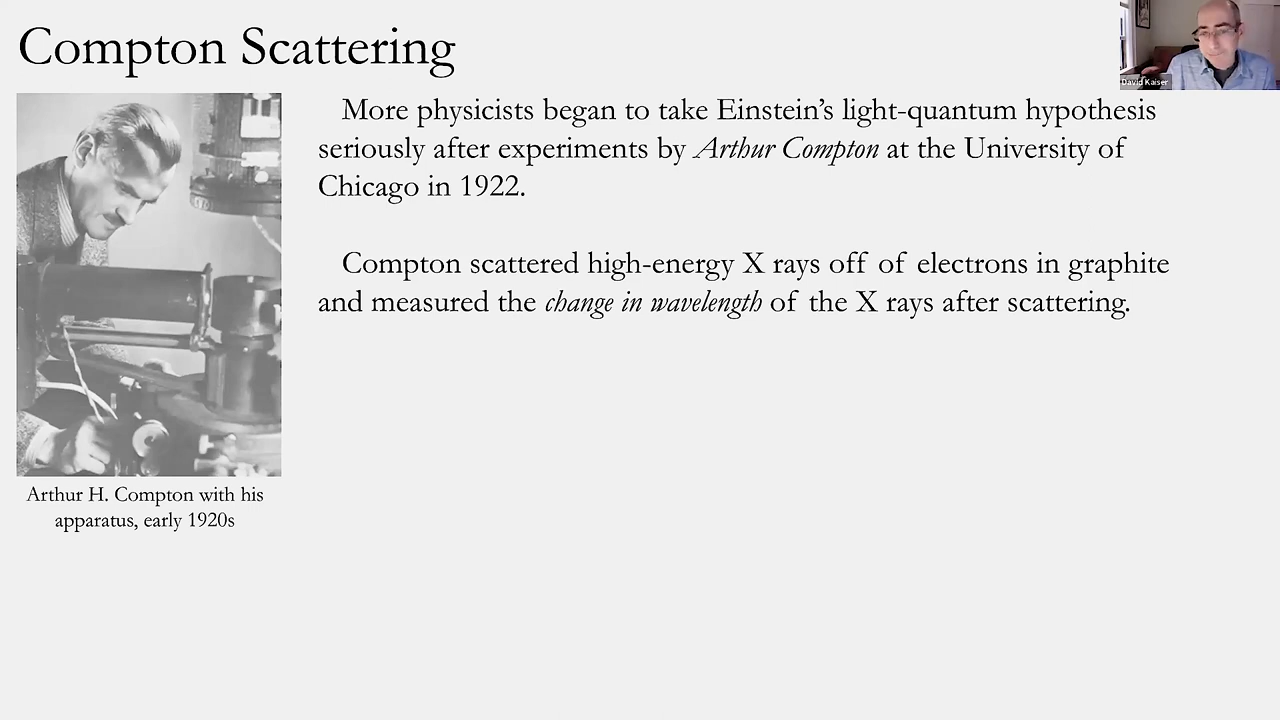 Compton Scattering
David Kaiser
More physicists began to take Einstein’s light-quantum hypothesis
seriously after experiments by Arthur Compton at the University of
Chicago in 1922.
Compton scattered high-energy X rays off of electrons in graphite
and measured the change in wavelength of the X rays after scattering.
Arthur H. Compton with his
apparatus, early 1920s